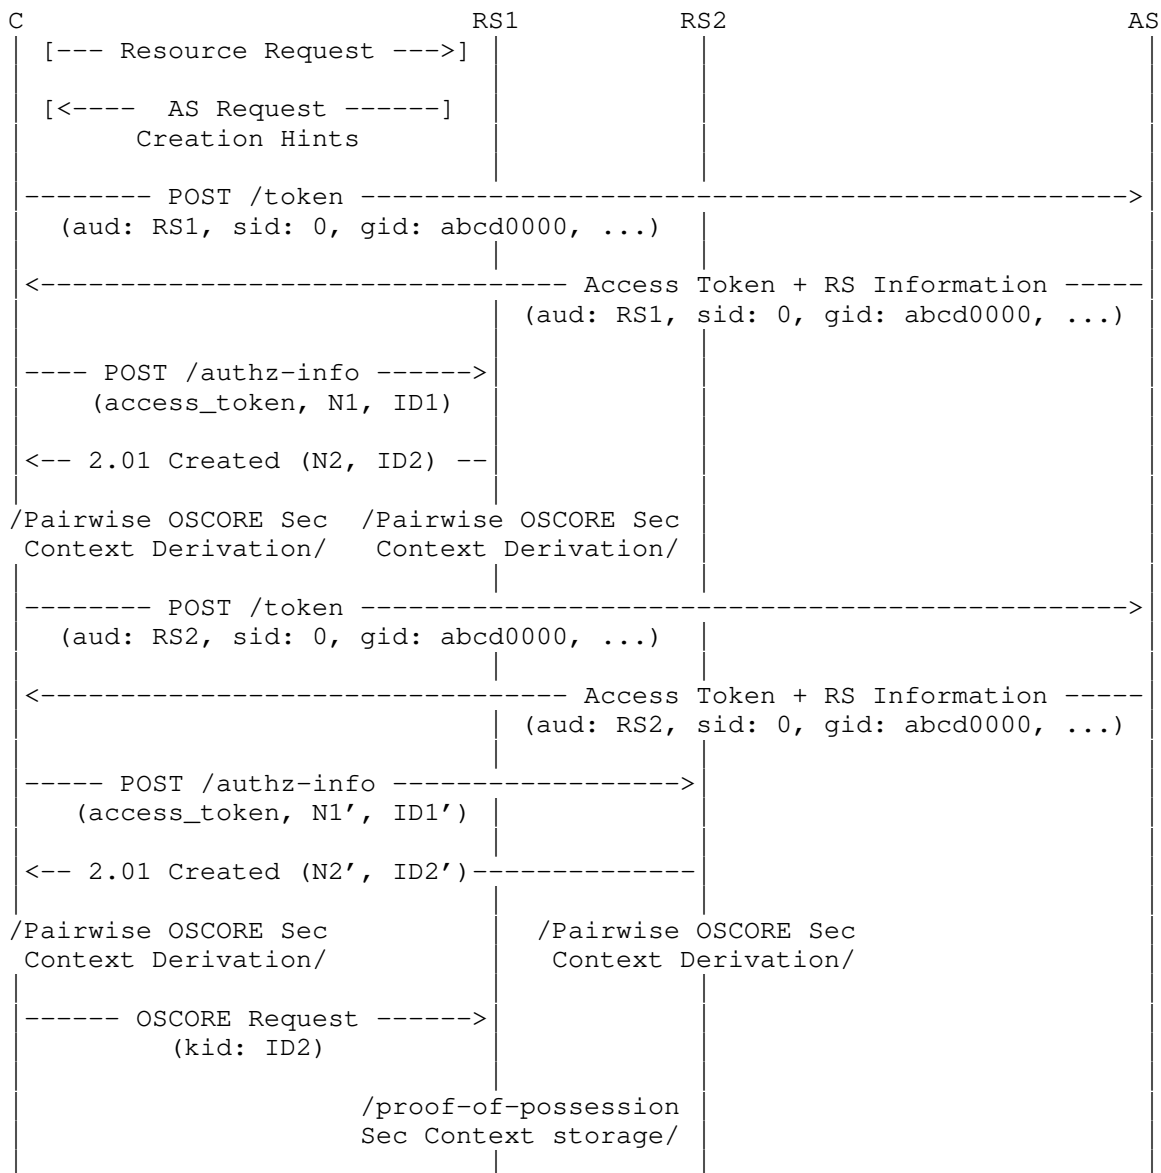 C RS1 RS2 AS
[--- Resource Request --->]
[<---- AS Request ------]
Creation Hints
-------- POST /token ------------------------------------------------>
(aud: RS1, sid: 0, gid: abcd0000, ...)
<--------------------------------- Access Token + RS Information -----
(aud: RS1, sid: 0, gid: abcd0000, ...)
---- POST /authz-info ------>
(access_token, N1, ID1)
<-- 2.01 Created (N2, ID2) --
/Pairwise OSCORE Sec /Pairwise OSCORE Sec
Context Derivation/ Context Derivation/
-------- POST /token ------------------------------------------------>
(aud: RS2, sid: 0, gid: abcd0000, ...)
<--------------------------------- Access Token + RS Information -----
(aud: RS2, sid: 0, gid: abcd0000, ...)
----- POST /authz-info ------------------>
(access_token, N1', ID1')
<-- 2.01 Created (N2', ID2')--------------
/Pairwise OSCORE Sec /Pairwise OSCORE Sec
Context Derivation/ Context Derivation/
------ OSCORE Request ------>
(kid: ID2)
/proof-of-possession
Sec Context storage/